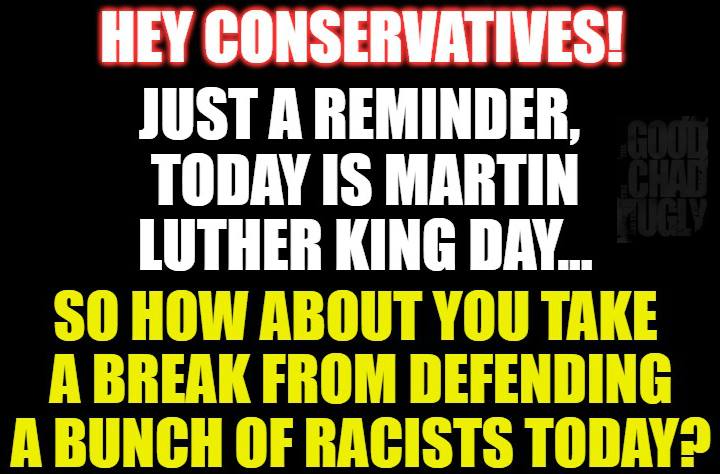 HEY CONSERVATIVES!
JUST A REMINDER,
TODAY IS MARTIN
LUTHER KING DAY...
SO HOW ABOUT YOU TAKE
A BREAK FROM DEFENDING
A BUNCH OF RACISTS TODAY?
GOOD
CHAD
UGLY